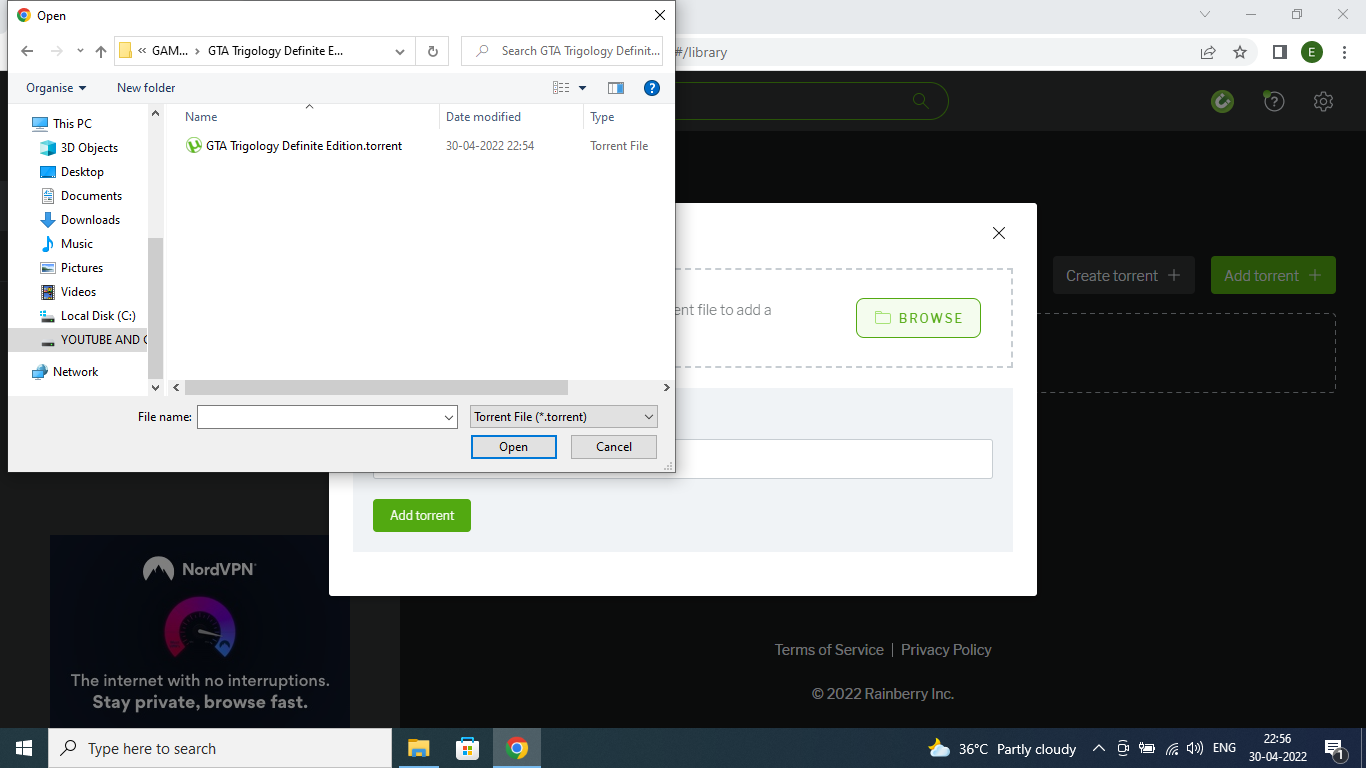 Open
GAM... GTA Trigology Definite E...
Search GTA Trigology Definit...
#/library
E
Organise
New folder
This PC
3D Objects
Desktop
Documents
Downloads
Music
Pictures
Videos
Local Disk (C:)
YOUTUBE AND
Network
Name Date modified Type
GTA Trigology Definite Edition.torrent 30-04-2022 22:54 Torrent File
File name:
Torrent File (*.torrent)
Open
Cancel
Create torrent
Add torrent
ent file to add a
BROWSE
Add torrent
NordVPN
The internet with no interruptions.
Stay private, browse fast.
Terms of Service | Privacy Policy
© 2022 Rainberry Inc.
Type here to search
36°C Partly cloudy
ENG
22:56
30-04-2022
1